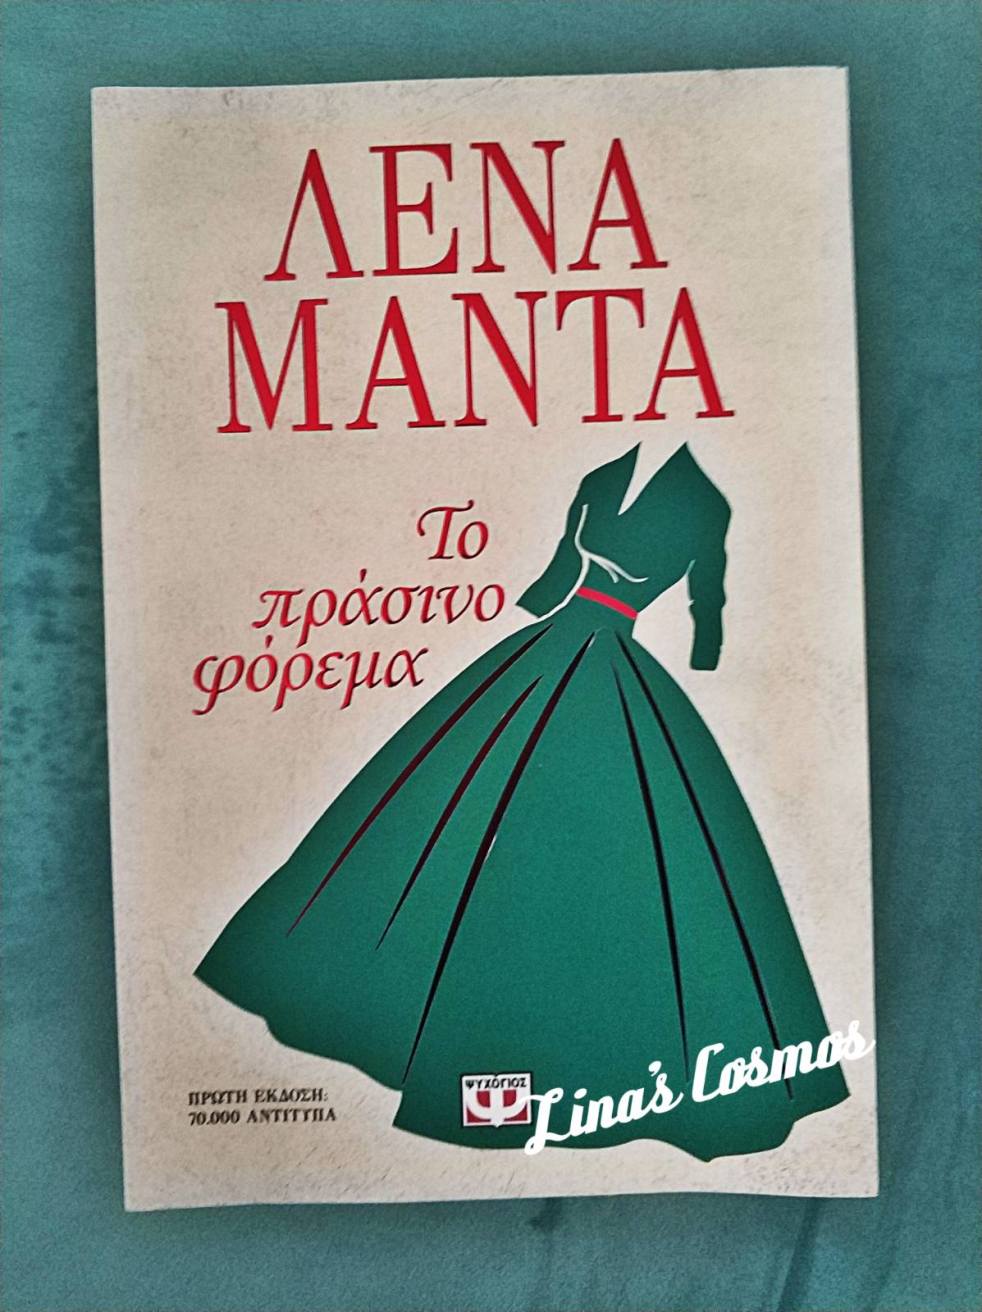 ΛΕΝΑ
ΜΑΝΤΑ
Το
πράσινο
φόρεμα
ΠΡΩΤΗ ΕΚΔΟΣΗ:
70.000 ΑΝΤΙΤΥΠΑ
ΨΥΧΟΓΙΟΣ
Lina's Cosmos